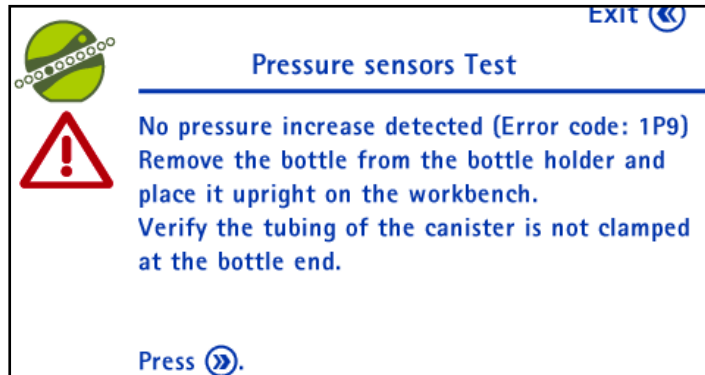 Exit
Pressure sensors Test
No pressure increase detected (Error code: 1P9)
Remove the bottle from the bottle holder and
place it upright on the workbench.
Verify the tubing of the canister is not clamped
at the bottle end.
Press .